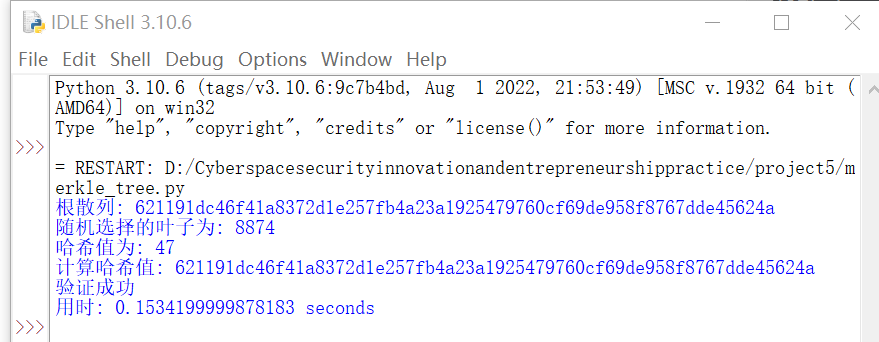 IDLE Shell 3.10.6
File Edit Shell Debug Options Window Help
Python 3.10.6 (tags/v3.10.6:9c7b4bd, Aug  1 2022, 21:53:49) [MSC v.1932 64 bit (
AMD64)] on win32
>>> Type "help", "copyright", "credits" or "license()" for more information.
= RESTART: D:/Cyberspacesecurityinnovationandentrepreneurshippractice/project5/m
erkle_tree.py
根散列: 621191dc46f41a8372d1e257fb4a23a1925479760cf69de958f8767dde45624a
随机选择的叶子为: 8874
哈希值为: 47
计算哈希值: 621191dc46f41a8372d1e257fb4a23a1925479760cf69de958f8767dde45624a
验证成功
用时: 0.1534199999878183 seconds
>>>